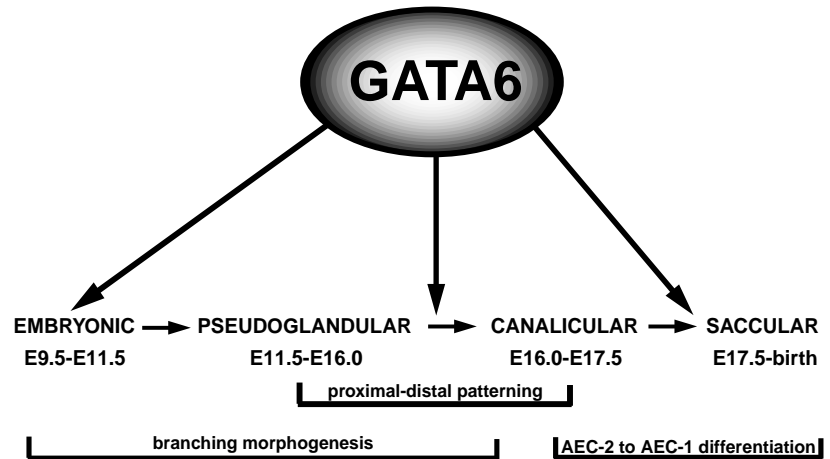 GATA6
EMBRYONIC PSEUDOGLANDULAR CANALICULAR SACCULAR
E9.5-E11.5 E11.5-E16.0 E16.0-E17.5 E17.5-birth
proximal-distal patterning
branching morphogenesis AEC-2 to AEC-1 differentiation